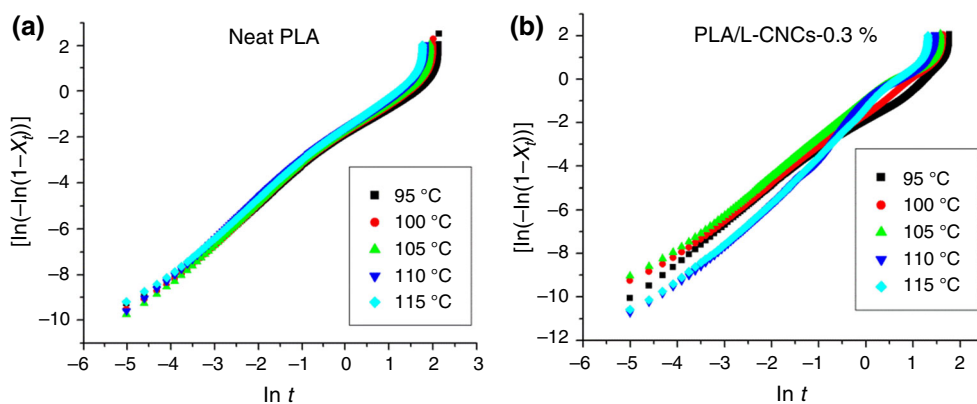 (a)
Neat PLA
[ln(–ln(1–Xt))]
2
0
–2
–4
–6
–8
–10
–6 –5 –4 –3 –2 –1 0 1 2 3
ln t
95 °C
100 °C
105 °C
110 °C
115 °C
(b)
PLA/L-CNCs-0.3 %
[ln(–ln(1–Xt))]
2
0
–2
–4
–6
–8
–10
–12
–6 –5 –4 –3 –2 –1 0 1 2
ln t
95 °C
100 °C
105 °C
110 °C
115 °C